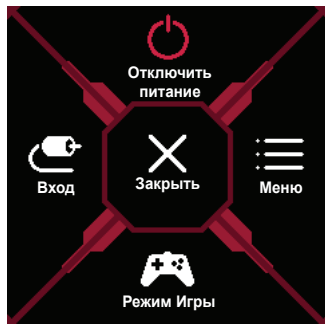 Отключить
питание
Вход
Закрыть
Меню
Режим Игры